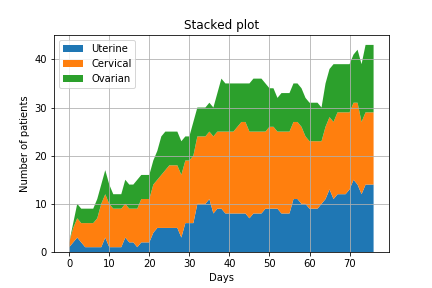 Stacked plot
Uterine
Cervical
Ovarian
Number of patients
40
30
20
10
0
0 10 20 30 40 50 60 70
Days